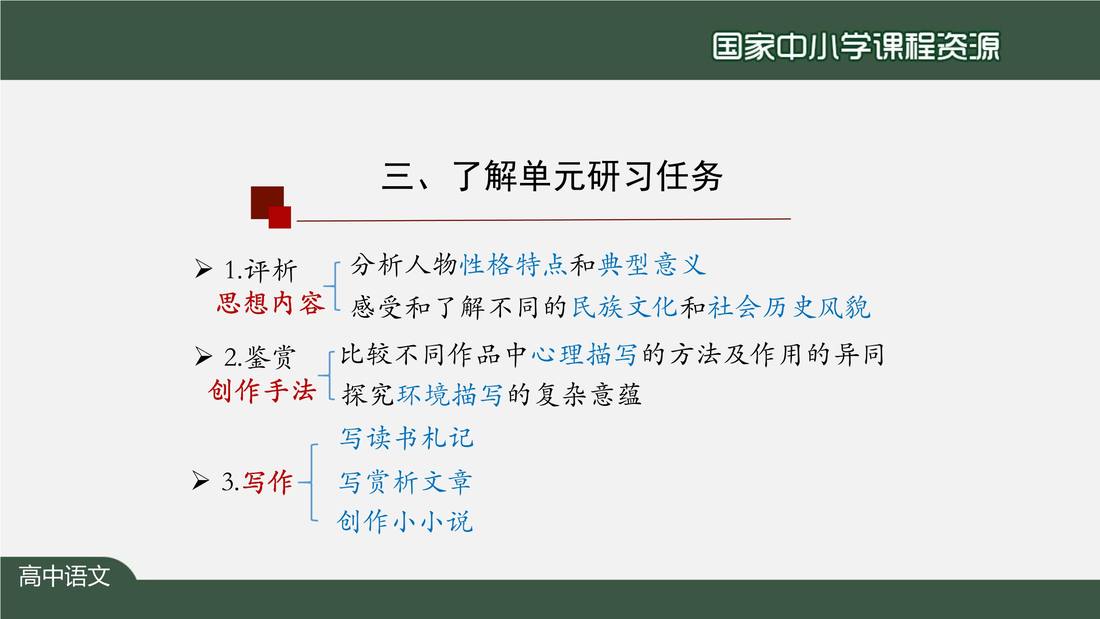 国家中小学课程资源
三、了解单元研习任务
1.评析
思想内容
分析人物性格特点和典型意义
感受和了解不同的民族文化和社会历史风貌
2.鉴赏
创作手法
比较不同作品中心理描写的方法及作用的异同
探究环境描写的复杂意蕴
3.写作
写读书札记
写赏析文章
创作小小说
高中语文